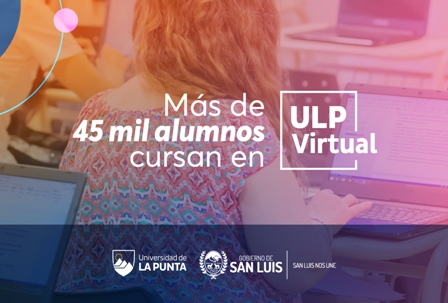 Más de
45 mil alumnos
cursan en
ULP
Virtual
Universidad de
LA PUNTA
GOBIERNO DE
SAN LUIS
SAN LUIS NOS UNE